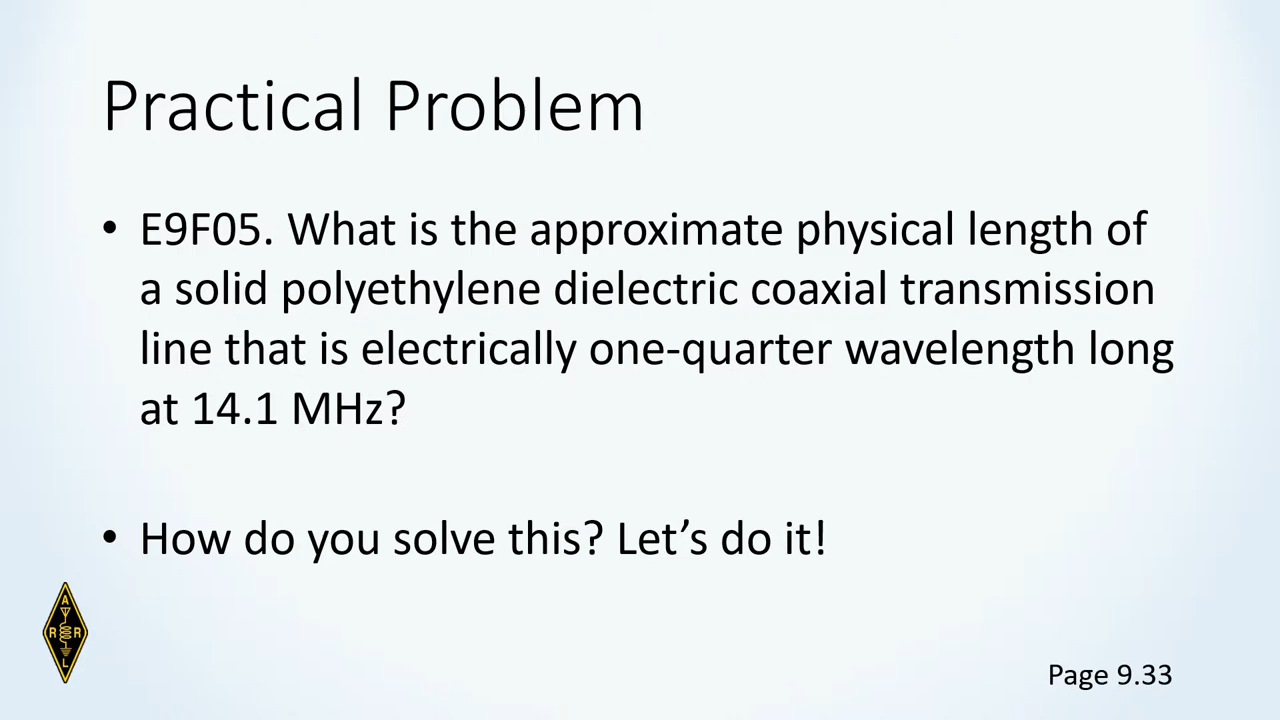 Practical Problem
• E9F05. What is the approximate physical length of
a solid polyethylene dielectric coaxial transmission
line that is electrically one-quarter wavelength long
at 14.1 MHz?
• How do you solve this? Let’s do it!
A
R R
L
Page 9.33